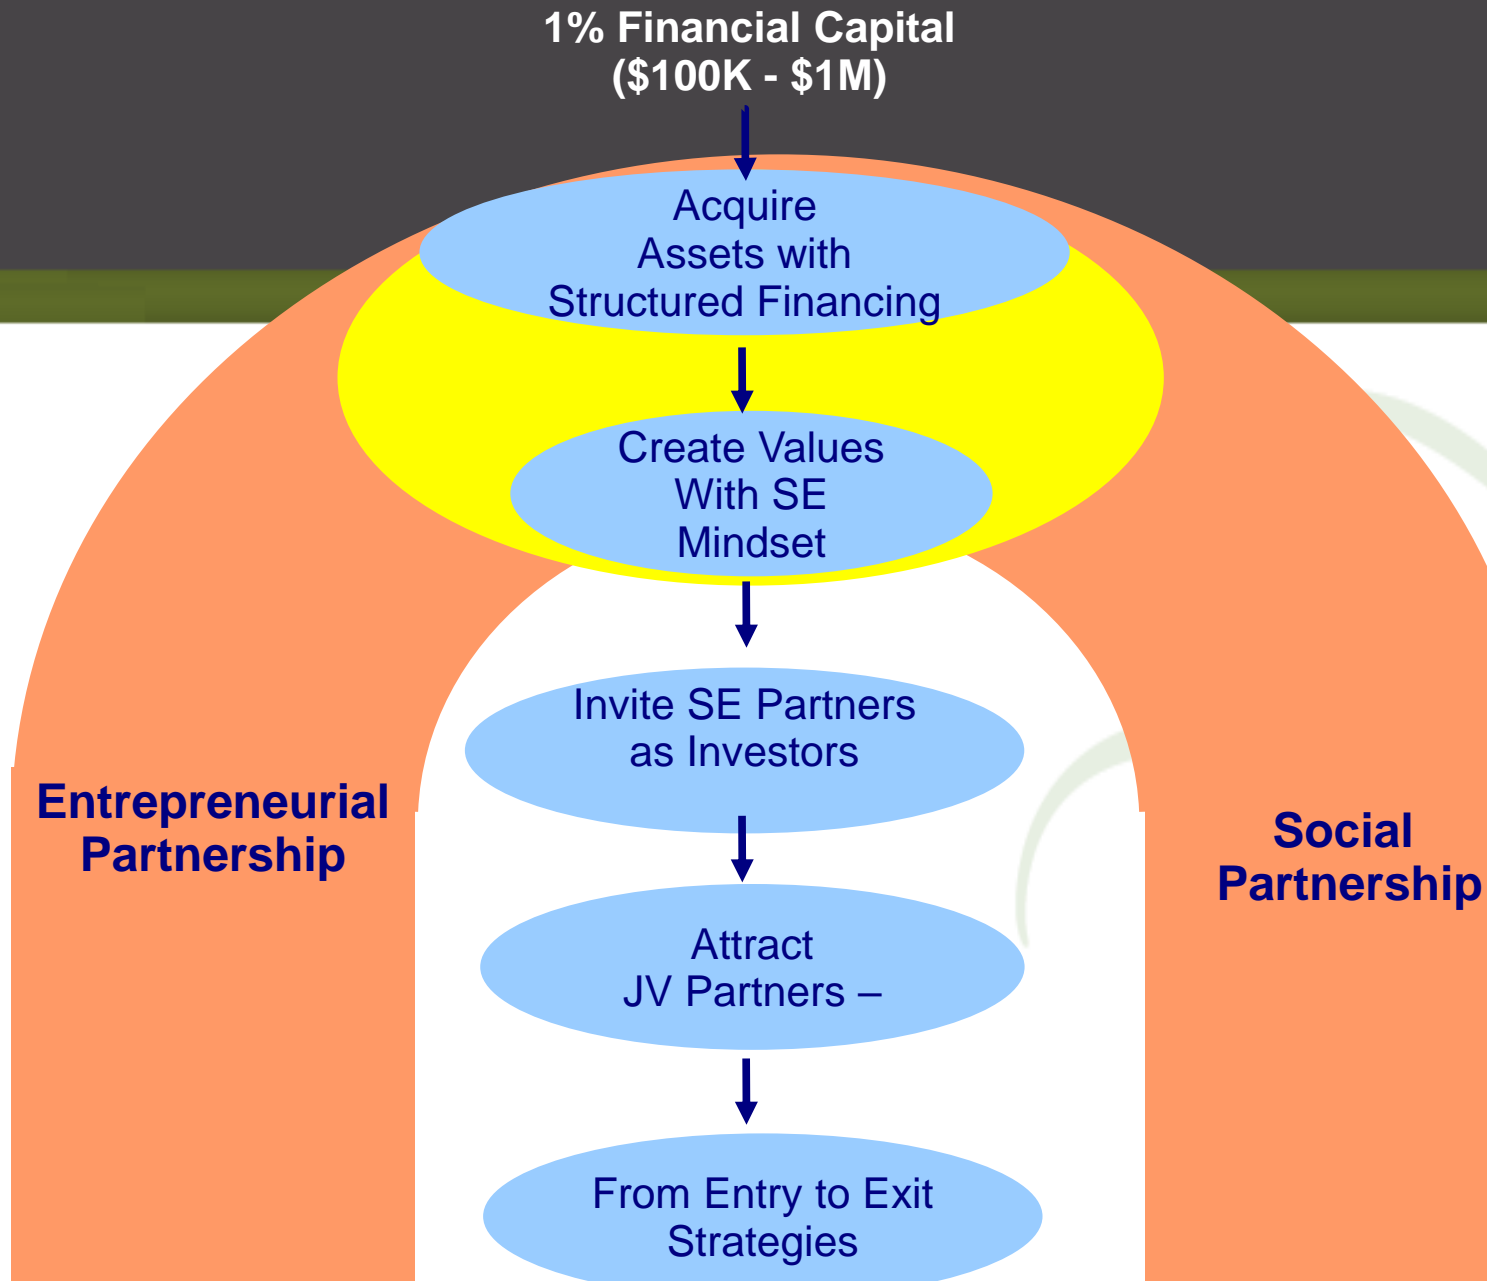 1% Financial Capital
($100K - $1M)
Acquire
Assets with
Structured Financing
Create Values
With SE
Mindset
Invite SE Partners
as Investors
Entrepreneurial
Partnership
Social
Partnership
Attract
JV Partners –
From Entry to Exit
Strategies